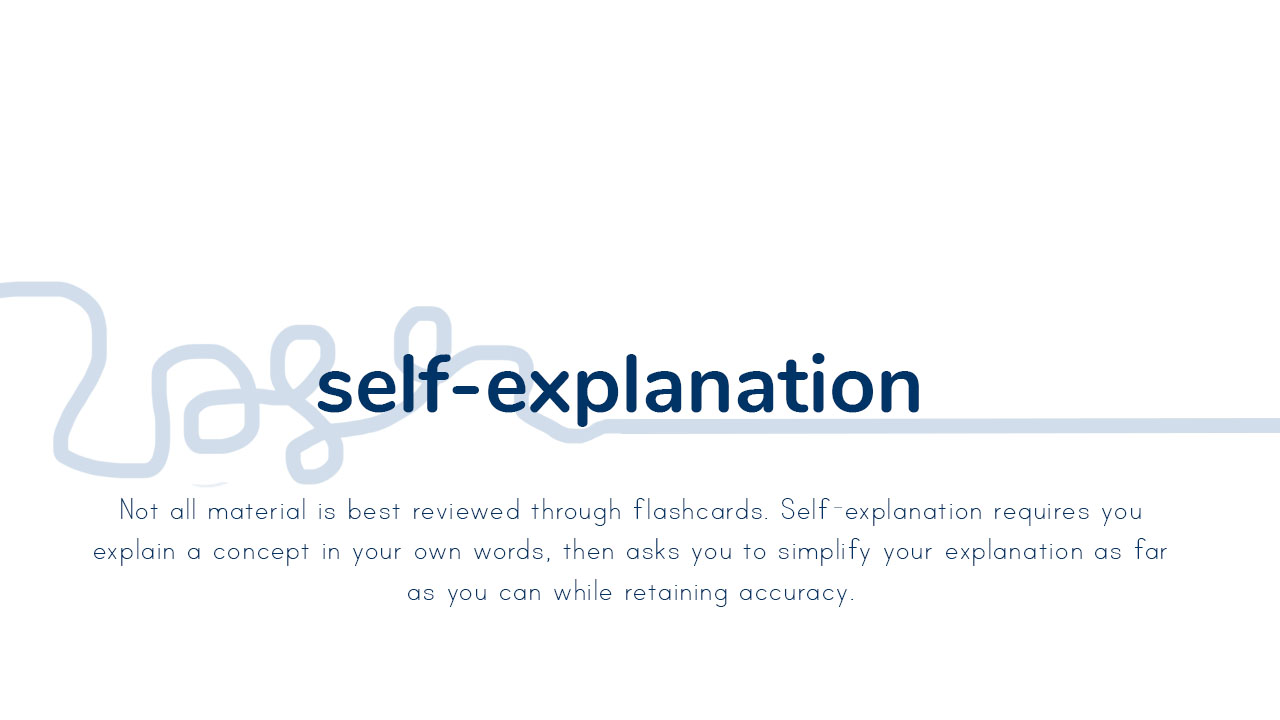 self-explanation
Not all material is best reviewed through flashcards. Self-explanation requires you
explain a concept in your own words, then asks you to simplify your explanation as far
as you can while retaining accuracy.